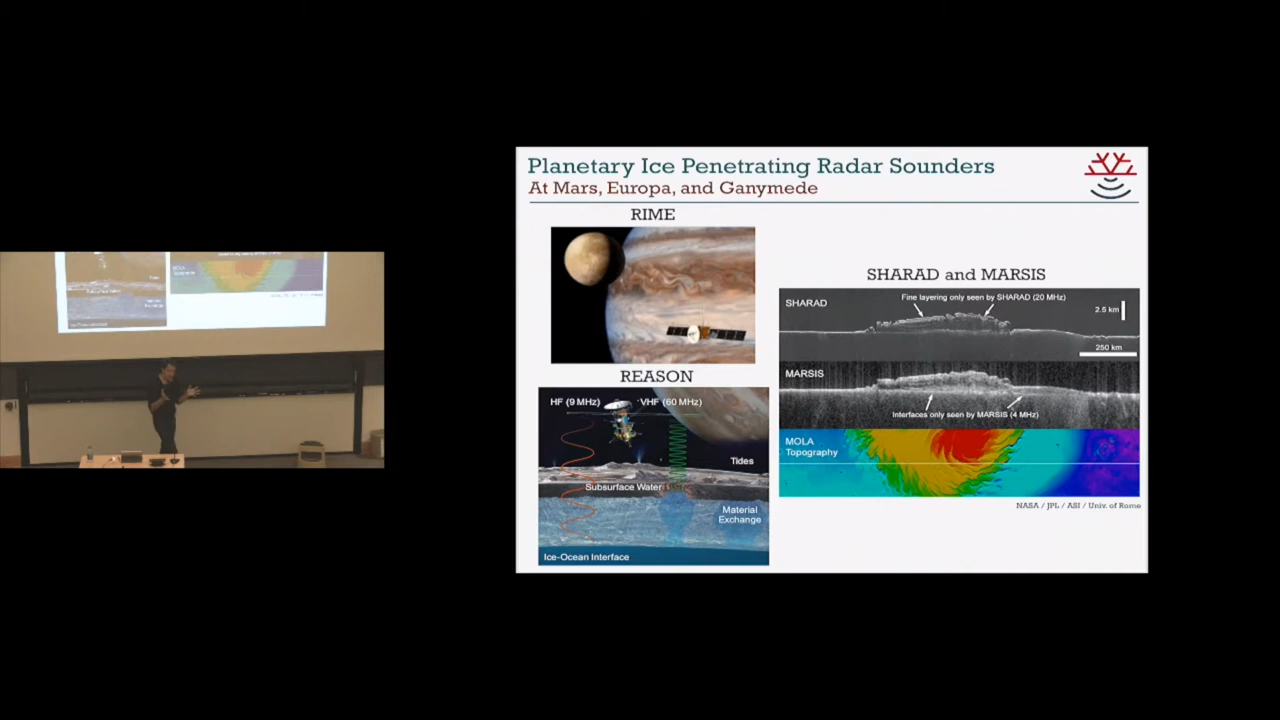 Planetary Ice Penetrating Radar Sounders
At Mars, Europa, and Ganymede
RIME
REASON
HF (9 MHz)
VHF (60 MHz)
Tides
Subsurface Water
Material
Exchange
Ice-Ocean Interface
SHARAD and MARSIS
SHARAD
Fine layering only seen by SHARAD (20 MHz)
2.5 km
250 km
MARSIS
Interfaces only seen by MARSIS (4 MHz)
MOLA
Topography
NASA / JPL / ASI / Univ. of Rome